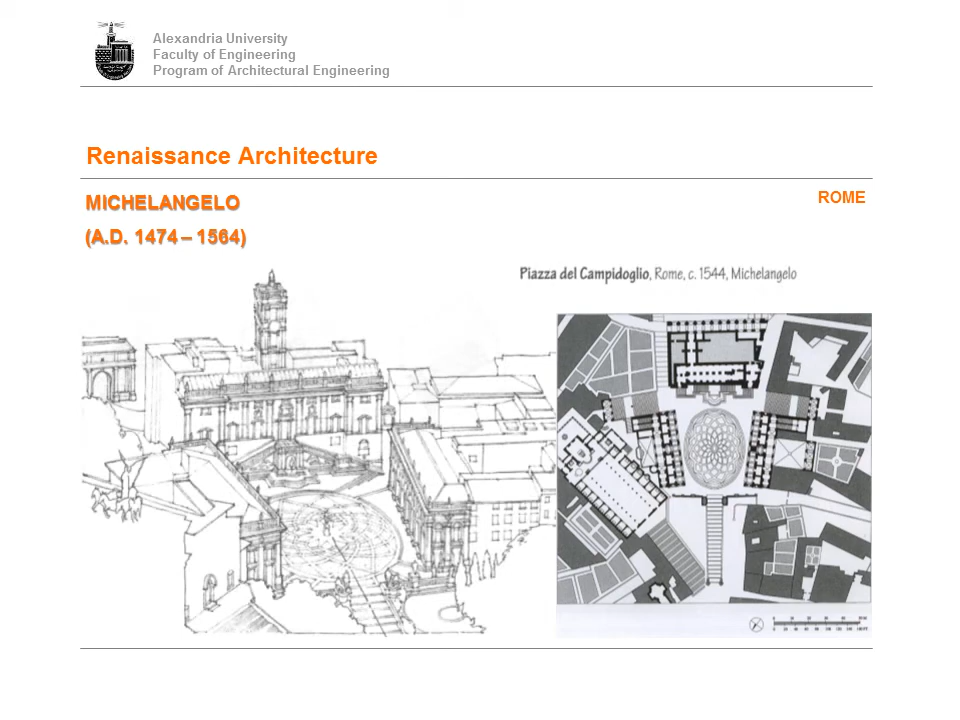 Alexandria University
Faculty of Engineering
Program of Architectural Engineering
Renaissance Architecture
MICHELANGELO
ROME
(A.D. 1474 – 1564)
Piazza del Campidoglio, Rome, c. 1544, Michelangelo